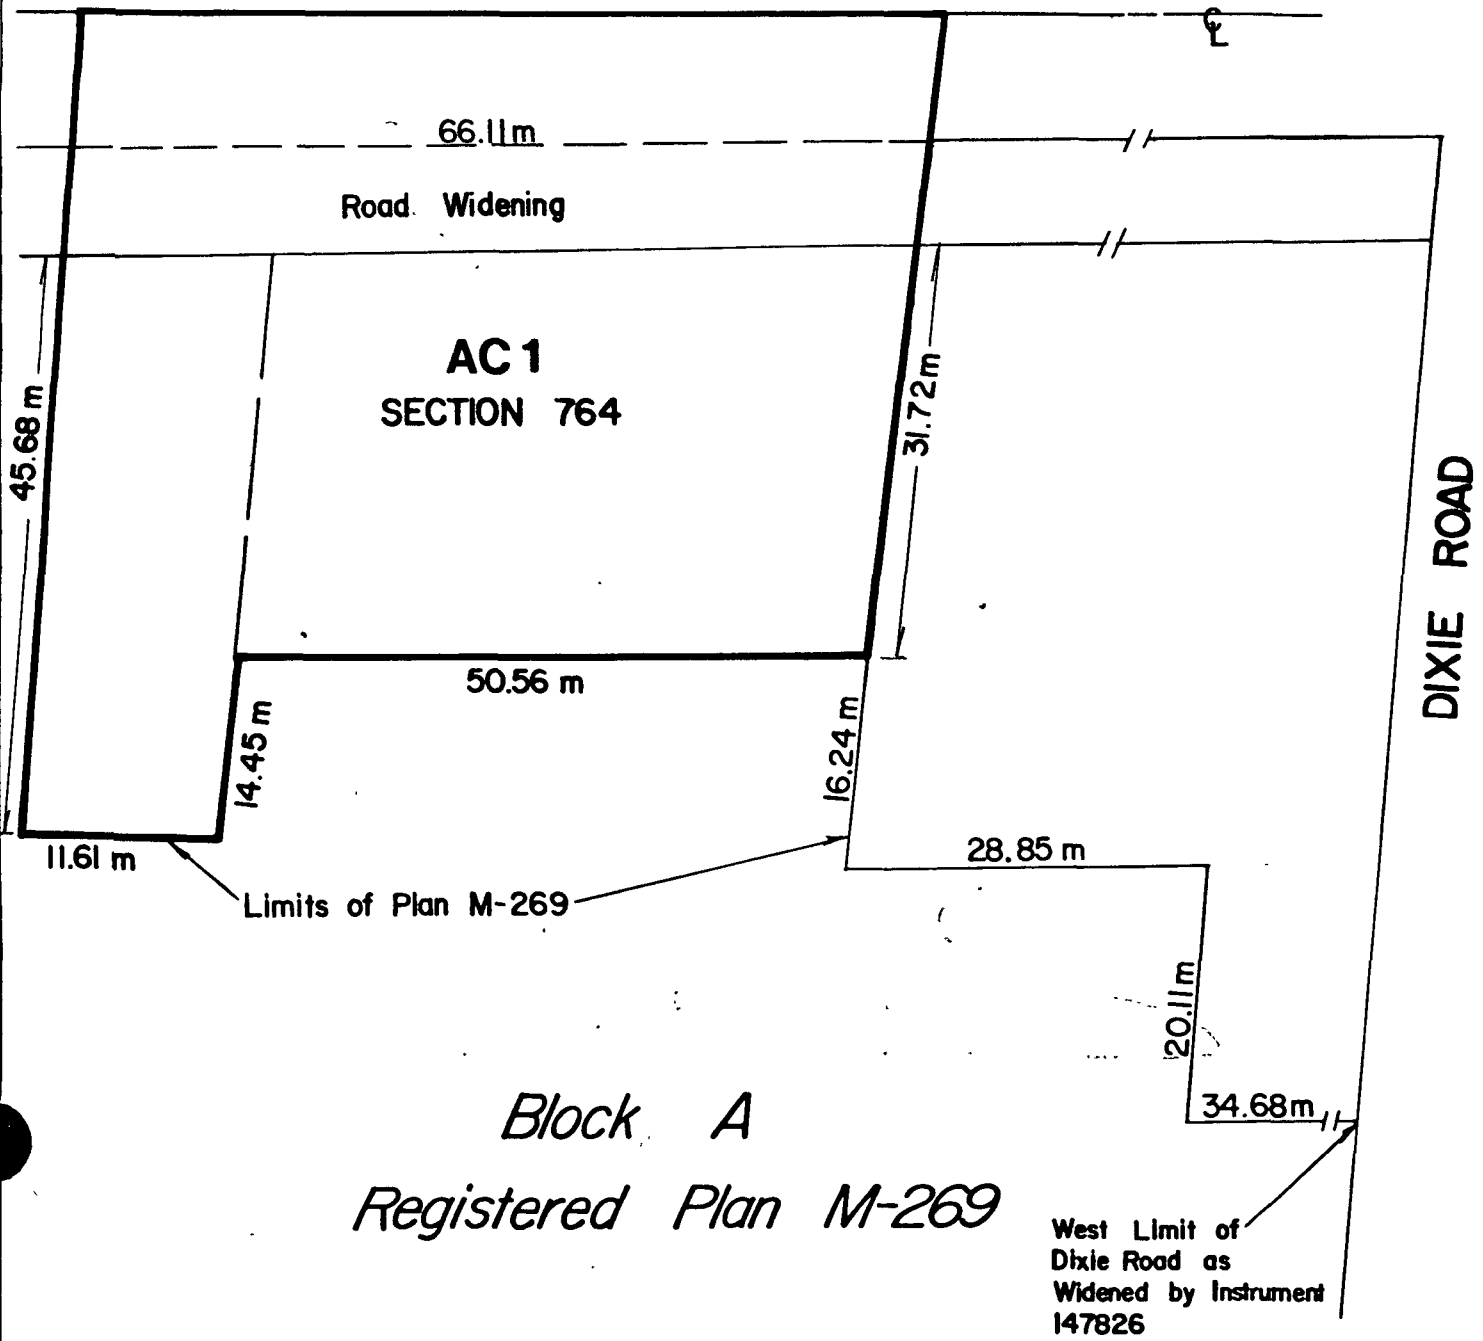 ℄
66.11m
Road Widening
AC1
SECTION 764
45.68 m
31.72m
DIXIE ROAD
50.56 m
14.45 m
16.24 m
11.61 m
28.85 m
Limits of Plan M-269
20.11m
34.68m
Block A
Registered Plan M-269
West Limit of
Dixie Road as
Widened by Instrument
147826